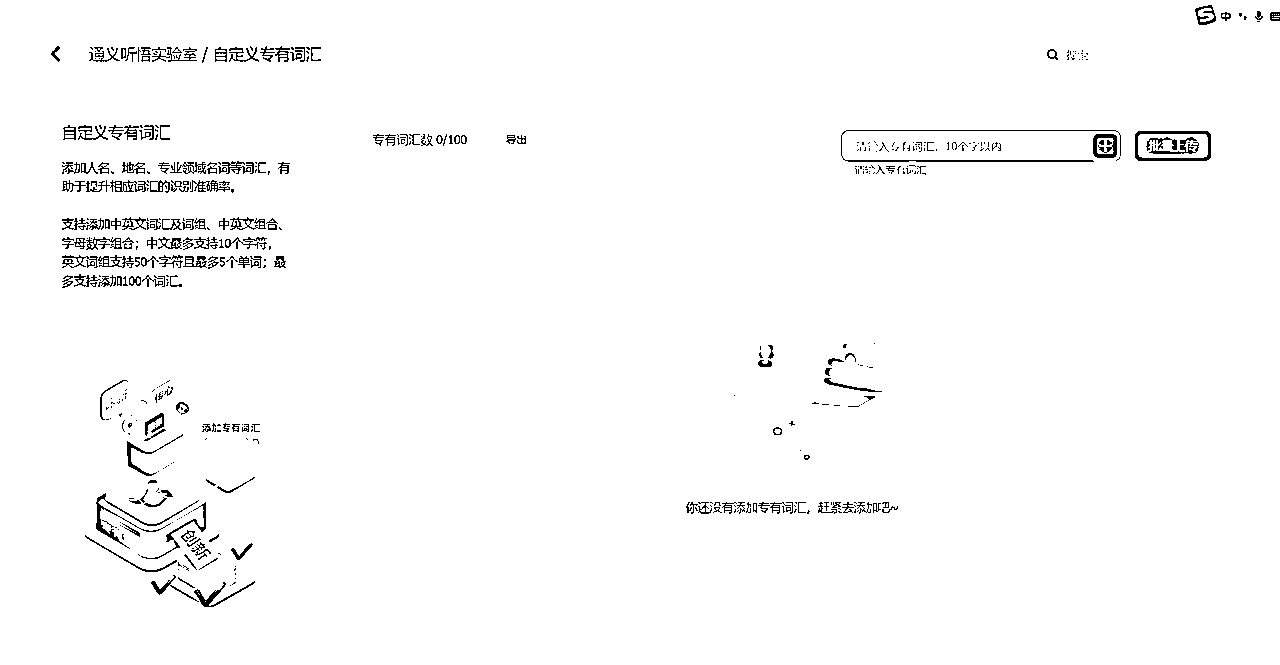 中
通义听悟实验室 / 自定义专有词汇
搜索
自定义专有词汇
添加人名、地名、专业领域名词等词汇，有
助于提升相应词汇的识别准确率。
支持添加中英文词汇及词组、中英文组合、
字母数字组合；中文最多支持10个字符，
英文词组支持50个字符且最多5个单词；最
多支持添加100个词汇。
专有词汇数 0/100
导出
请输入专有词汇，10个字以内
批量上传
请输入专有词汇
添加专有词汇
创新
你还没有添加专有词汇，赶紧去添加吧~